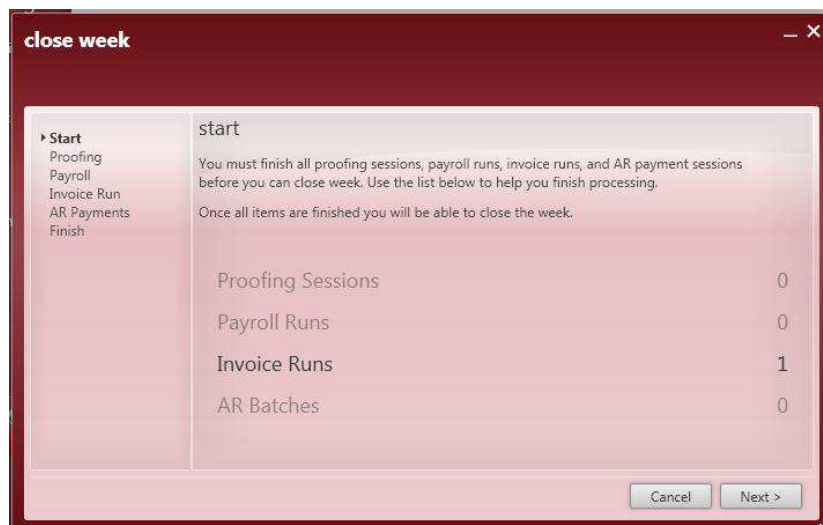 close week
Start
Proofing
Payroll
Invoice Run
AR Payments
Finish
start
You must finish all proofing sessions, payroll runs, invoice runs, and AR payment sessions
before you can close week. Use the list below to help you finish processing.
Once all items are finished you will be able to close the week.
Proofing Sessions 0
Payroll Runs 0
Invoice Runs 1
AR Batches 0
Cancel Next >